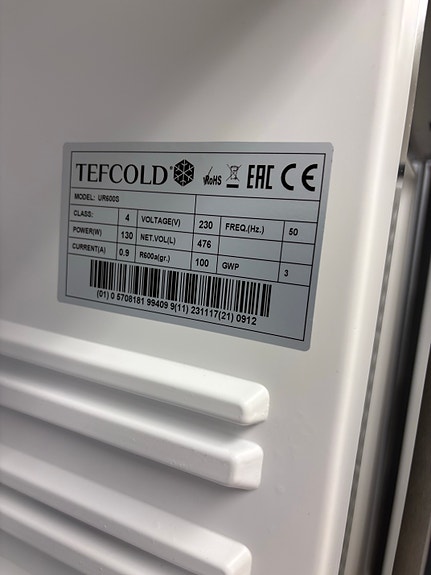 TEFCOLD RoHS EAC CE
MODEL: UR600S
CLASS: 4 VOLTAGE(V) 230 FREQ.(Hz.) 50
POWER(W) 130 NET.VOL(L) 476
CURRENT(A) 0.9 R600a(gr.) 100 GWP 3
(01) 0 5708181 99409 9(11) 231117(21) 0912